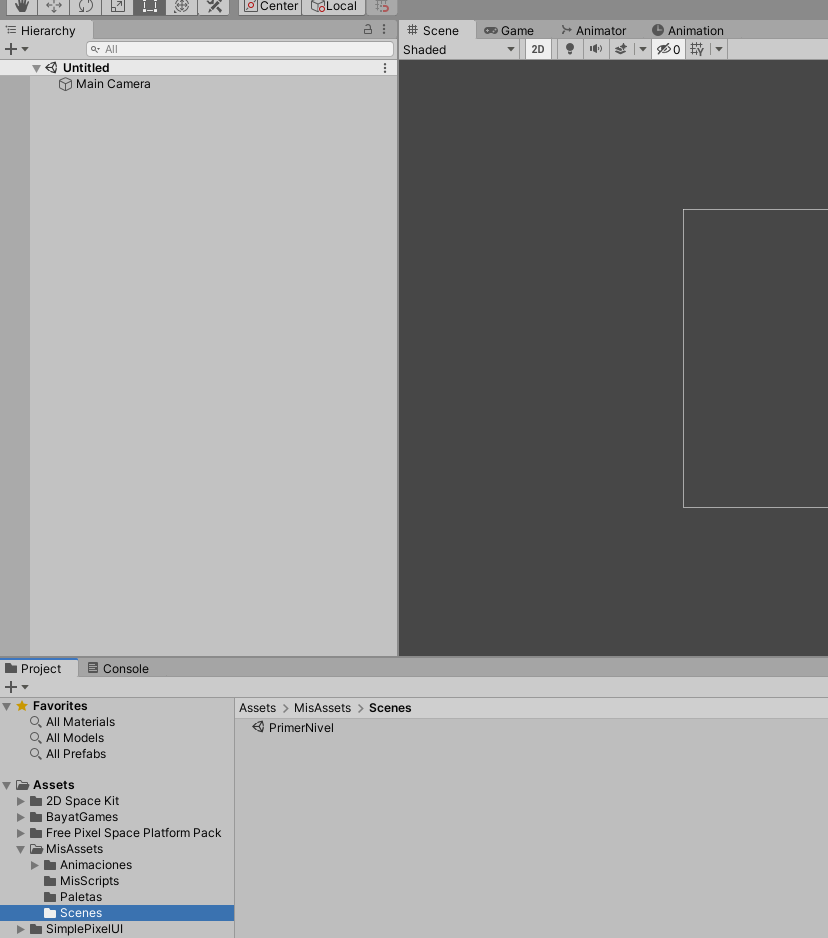 Center Local
Hierarchy
All
Untitled
Main Camera
Scene Game Animator Animation
Shaded 2D 0
Project Console
Favorites
All Materials
All Models
All Prefabs
Assets
2D Space Kit
BayatGames
Free Pixel Space Platform Pack
MisAssets
Animaciones
MisScripts
Paletas
Scenes
SimplePixelUI
Assets > MisAssets > Scenes
PrimerNivel